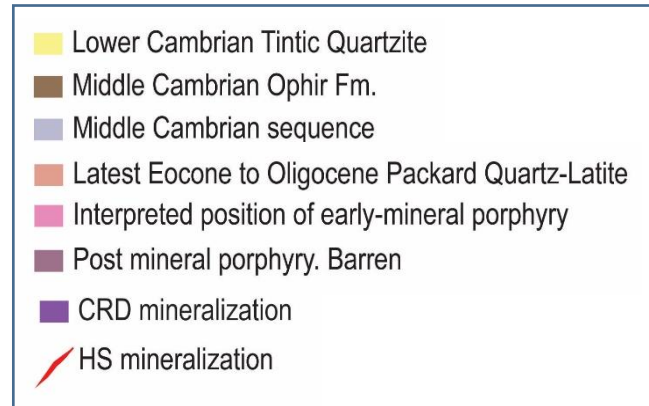 Lower Cambrian Tintic Quartzite
Middle Cambrian Ophir Fm.
Middle Cambrian sequence
Latest Eocone to Oligocene Packard Quartz-Latite
Interpreted position of early-mineral porphyry
Post mineral porphyry. Barren
CRD mineralization
HS mineralization